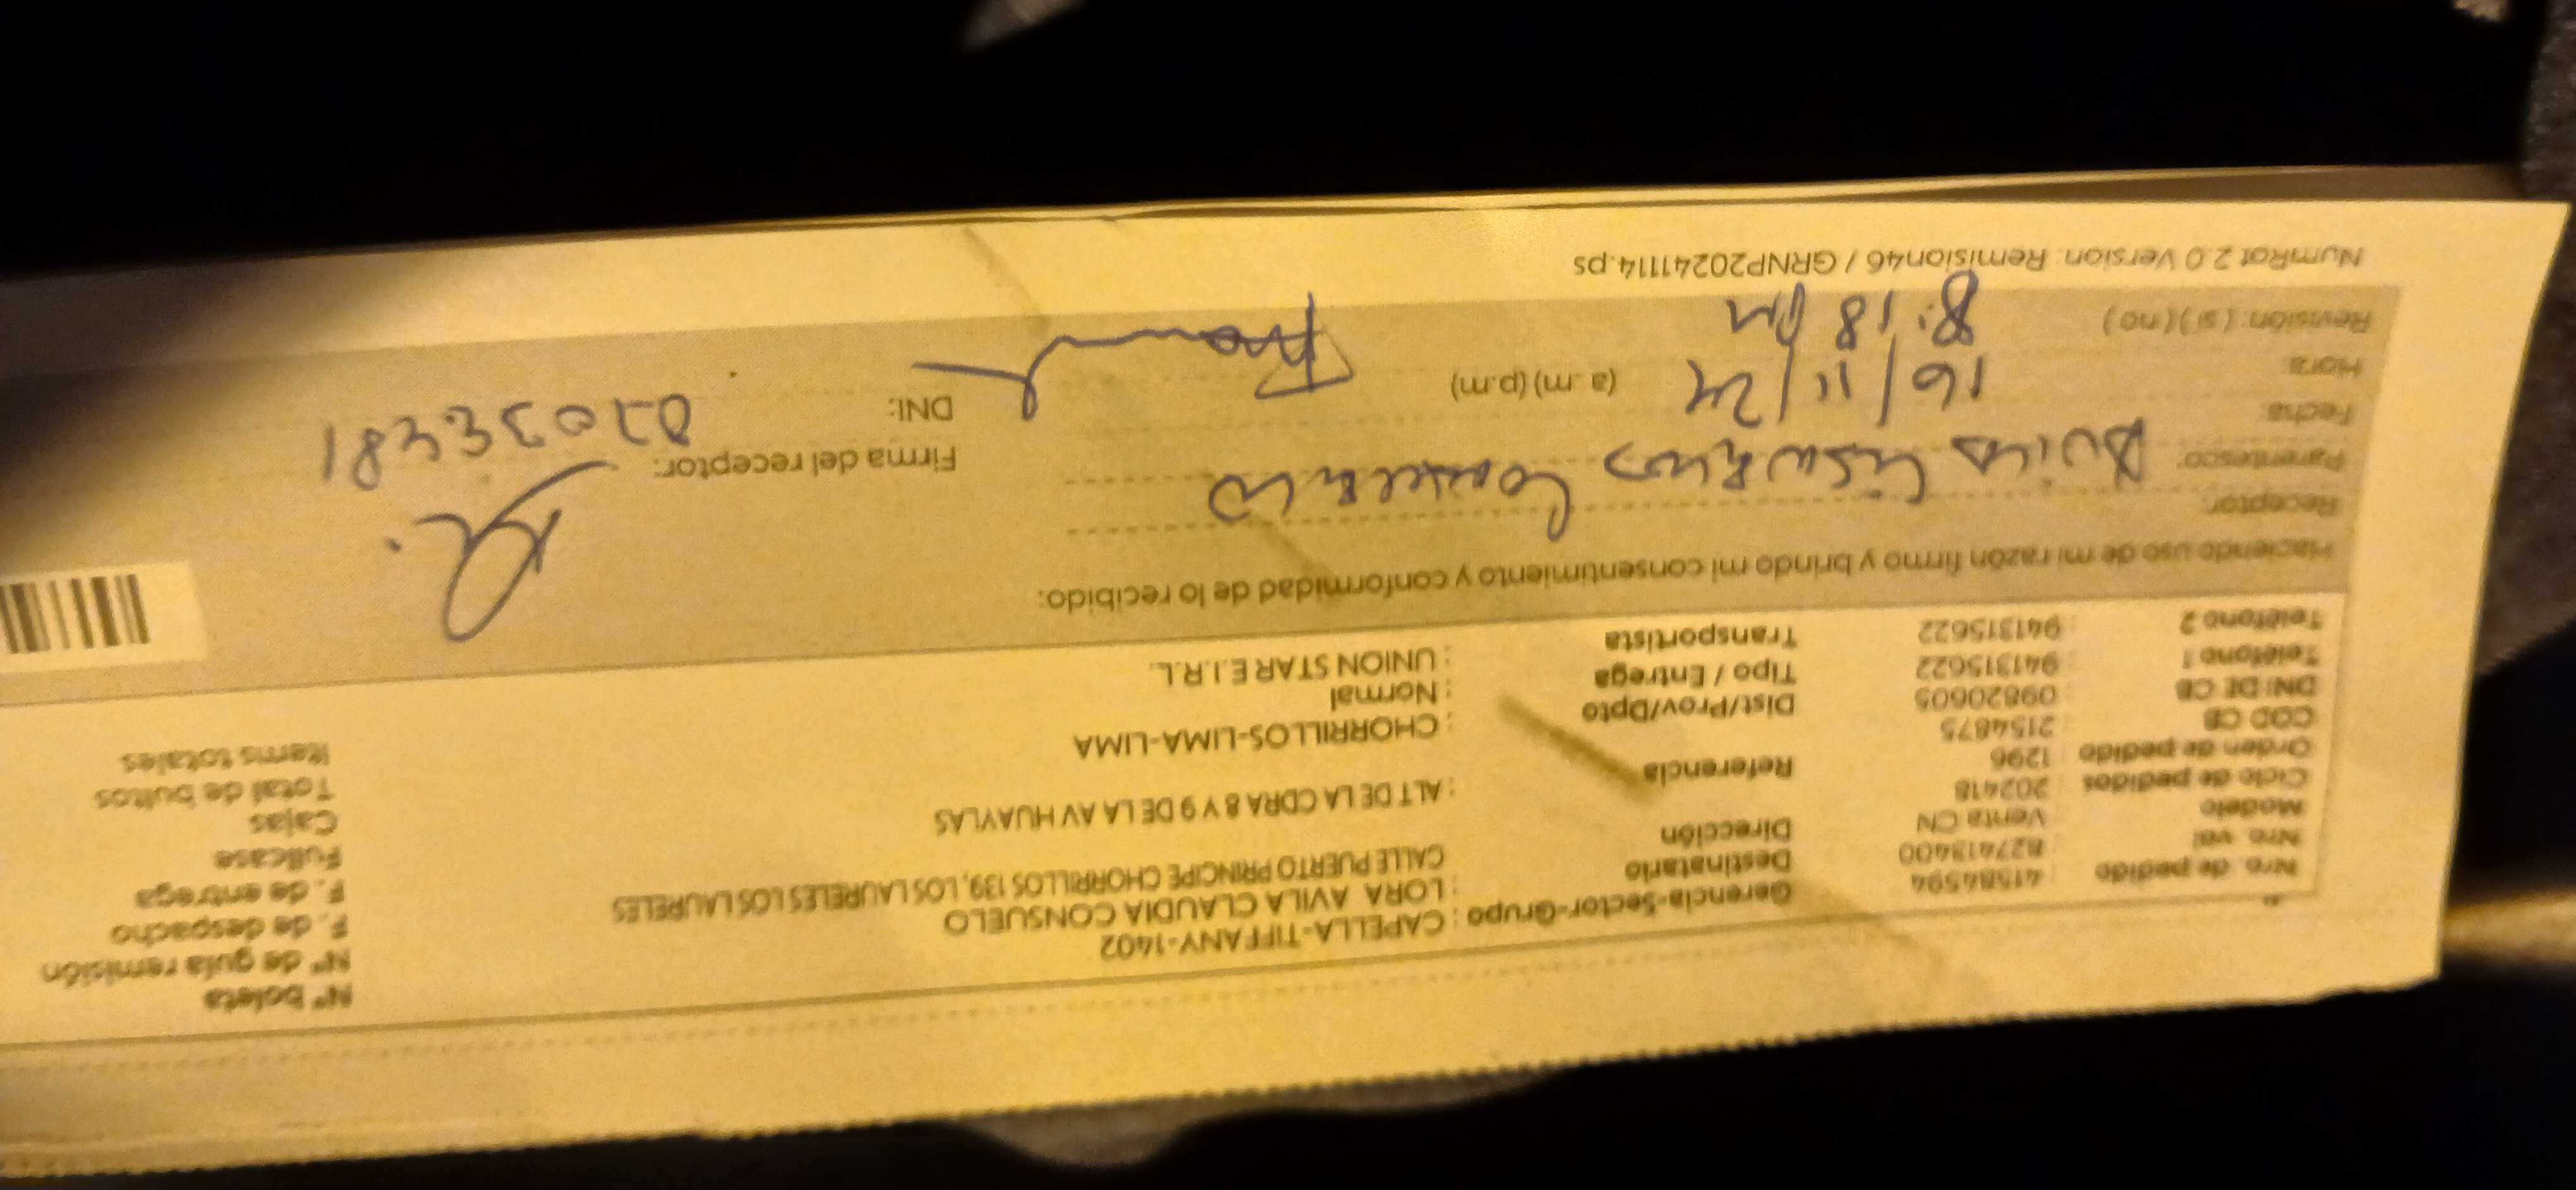 Nro. de pedido : 41584594 Gerencia-Sector-Grupo : CAPELLA-TIFFANY-1402 N° boleta
Nro. val : 827413400 Destinatario : LORA AVILA CLAUDIA CONSUELO N° de guía remisión
Modelo Venta CN Dirección CALLE PUERTO PRINCIPE CHORRILLOS 139, LOS LAURELES LOS LAURELES F. de despacho
Ciclo de pedidos : 202418 F. de entrega
Orden de pedido : 1296 Referencia : ALT DE LA CDRA 8 Y 9 DE LA AV HUAYLAS Fullcase
COD CB : 2154875 Cajas
DNI DE CB : 09820605 Dist/Prov/Dpto : CHORRILLOS-LIMA-LIMA Total de bultos
Teléfono 1 : 941315622 Tipo / Entrega : Normal Items totales
Teléfono 2 : 941315622 Transportista : UNION STAR E.I.R.L.
Haciendo uso de mi razón firmo y brindo mi consentimiento y conformidad de lo recibido:
Receptor:
Parentesco: Firma del receptor:
Fecha: 16/11/24 DNI:
Hora: 8:18 pm (a .m) (p.m)
Revisión: ( si ) ( no )
NumRot 2.0 Version: Remision46 / GRNP20241114.ps